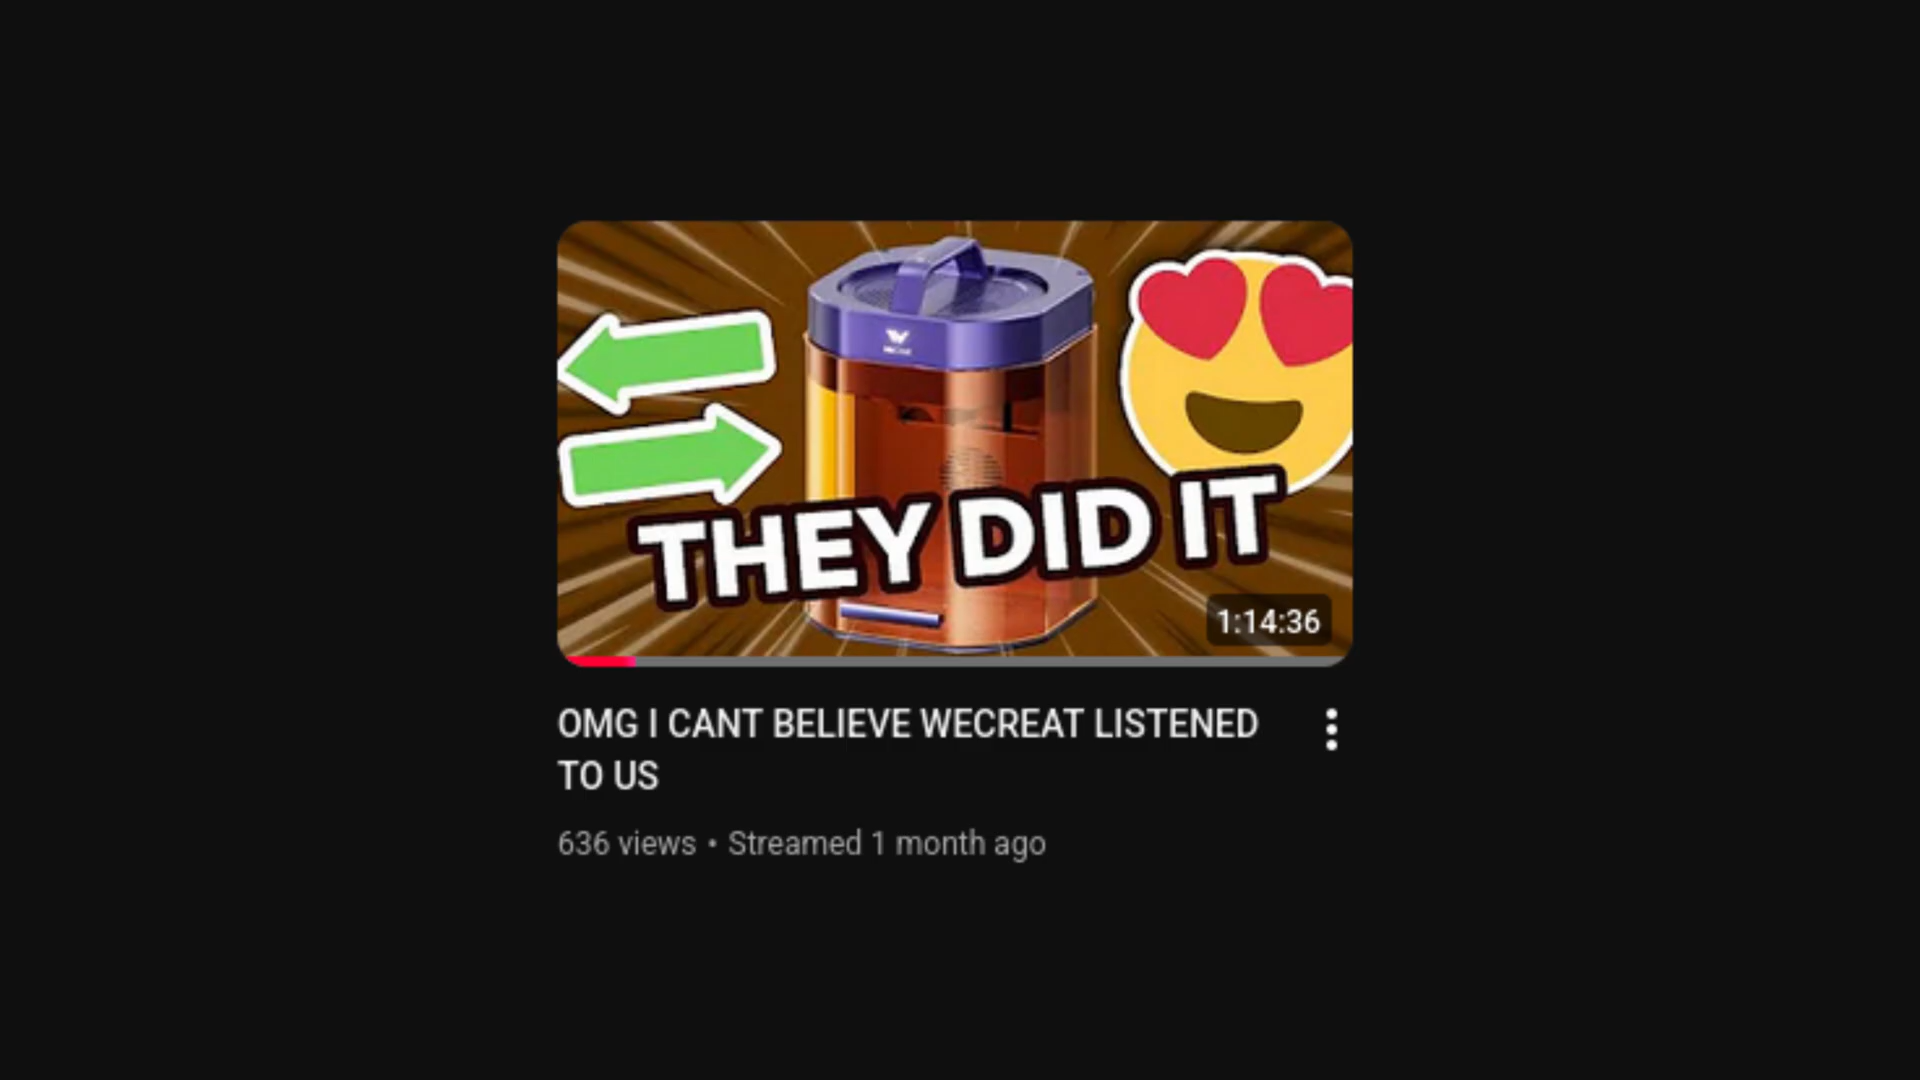 THEY DID IT
1:14:36
OMG I CANT BELIEVE WECREAT LISTENED
TO US
636 views • Streamed 1 month ago